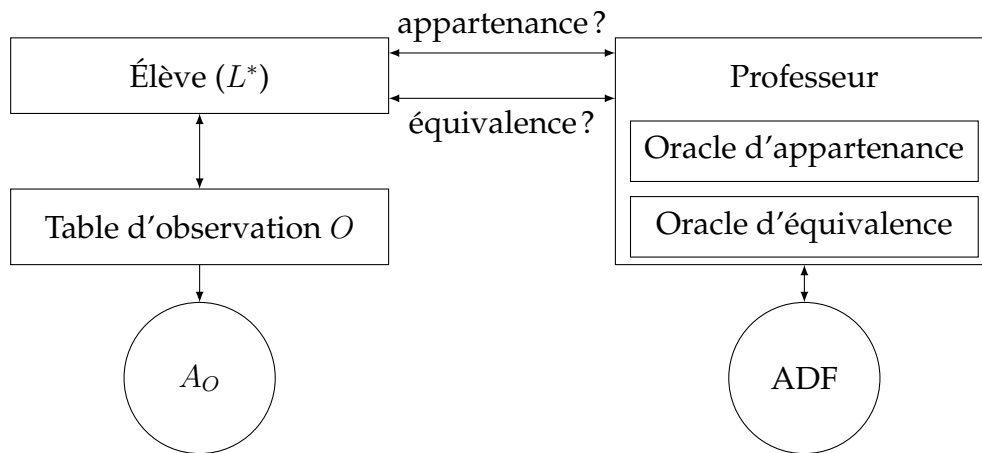 appartenance ?
Élève (L*)
Professeur
équivalence ?
Oracle d'appartenance
Table d'observation O
Oracle d'équivalence
A_O
ADF